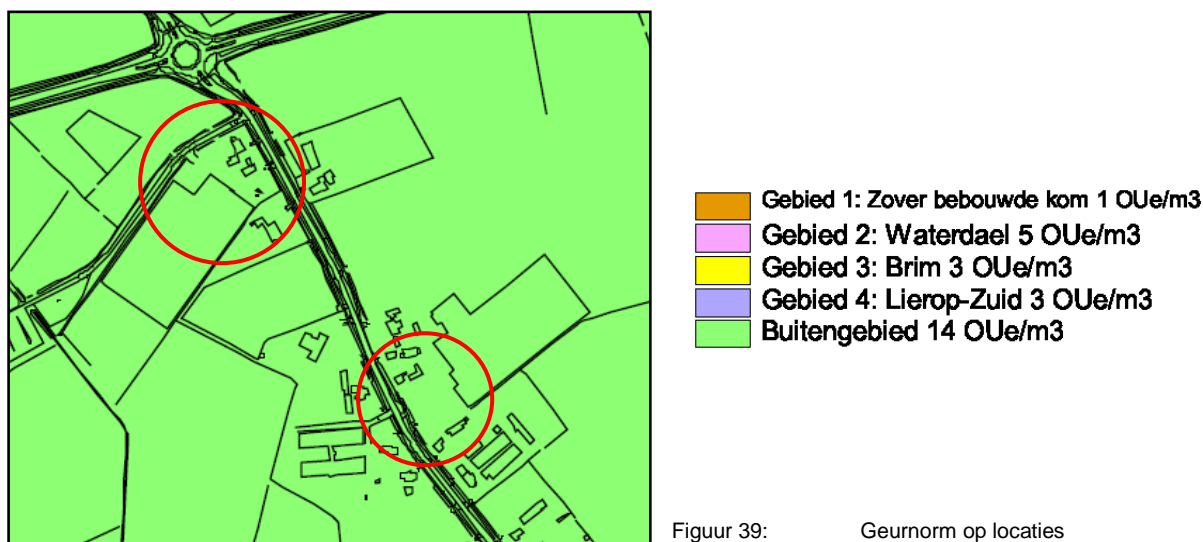 Gebied 1: Zover bebouwde kom 1 OUe/m3
Gebied 2: Waterdael 5 OUe/m3
Gebied 3: Brim 3 OUe/m3
Gebied 4: Lierop-Zuid 3 OUe/m3
Buitengebied 14 OUe/m3
Figuur 39: Geurnorm op locaties